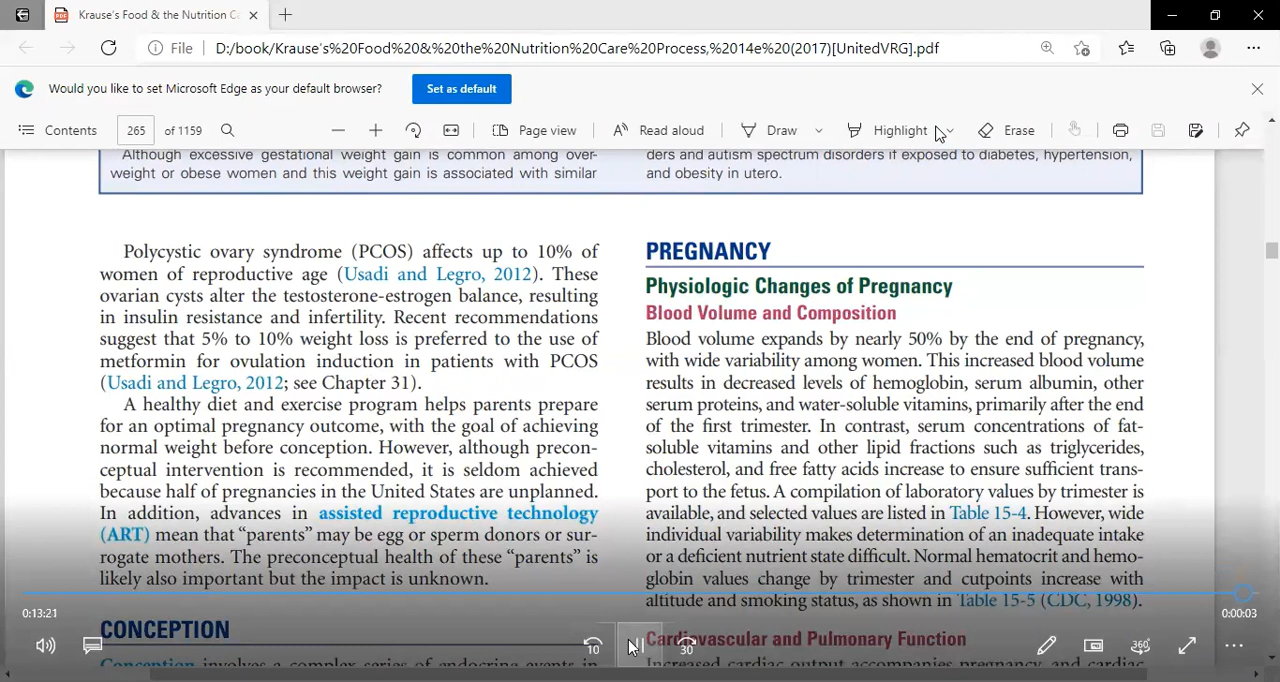 Krause's Food & the Nutrition C
File
D:/book/Krause's%20Food%20&%20the%20Nutrition%20Care%20Process,%2014e%20(2017)[UnitedVRG].pdf
Would you like to set Microsoft Edge as your default browser?
Set as default
Contents
265
of 1159
Page view
Read aloud
Draw
Highlight
Erase
Although excessive gestational weight gain is common among over-
weight or obese women and this weight gain is associated with similar
ders and autism spectrum disorders if exposed to diabetes, hypertension,
and obesity in utero.
Polycystic ovary syndrome (PCOS) affects up to 10% of
women of reproductive age (Usadi and Legro, 2012). These
ovarian cysts alter the testosterone-estrogen balance, resulting
in insulin resistance and infertility. Recent recommendations
suggest that 5% to 10% weight loss is preferred to the use of
metformin for ovulation induction in patients with PCOS
(Usadi and Legro, 2012; see Chapter 31).
A healthy diet and exercise program helps parents prepare
for an optimal pregnancy outcome, with the goal of achieving
normal weight before conception. However, although precon-
ceptual intervention is recommended, it is seldom achieved
because half of pregnancies in the United States are unplanned.
In addition, advances in assisted reproductive technology
(ART) mean that “parents” may be egg or sperm donors or sur-
rogate mothers. The preconceptual health of these “parents” is
likely also important but the impact is unknown.
CONCEPTION
Conception involves a complex series of endocrine events in
PREGNANCY
Physiologic Changes of Pregnancy
Blood Volume and Composition
Blood volume expands by nearly 50% by the end of pregnancy,
with wide variability among women. This increased blood volume
results in decreased levels of hemoglobin, serum albumin, other
serum proteins, and water-soluble vitamins, primarily after the end
of the first trimester. In contrast, serum concentrations of fat-
soluble vitamins and other lipid fractions such as triglycerides,
cholesterol, and free fatty acids increase to ensure sufficient trans-
port to the fetus. A compilation of laboratory values by trimester is
available, and selected values are listed in Table 15-4. However, wide
individual variability makes determination of an inadequate intake
or a deficient nutrient state difficult. Normal hematocrit and hemo-
globin values change by trimester and cutpoints increase with
altitude and smoking status, as shown in Table 15-5 (CDC, 1998).
Cardiovascular and Pulmonary Function
Increased cardiac output accompanies pregnancy, and cardiac
0:13:21
0:00:03
10
30
360